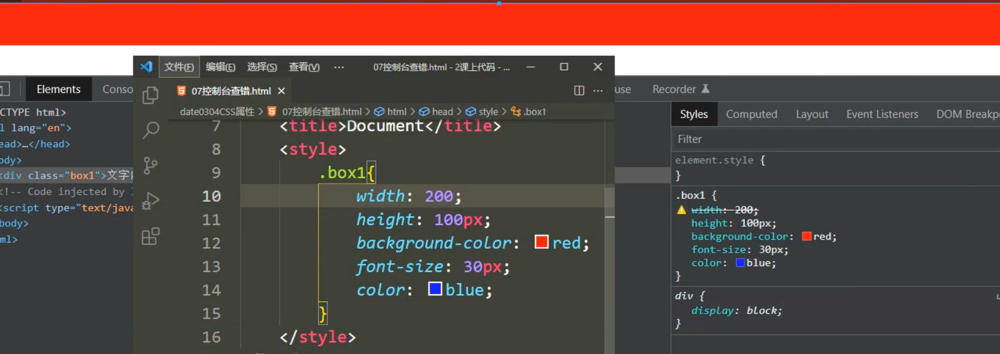 文件(F) 编辑(E) 选择(S) 查看(V) ··· 07控制台查错.html - 2课上代码 - ...
07控制台查错.html
date0304CSS属性 > 07控制台查错.html > html > head > style > .box1
7 <title>Document</title>
8 <style>
9 .box1{
10 width: 200;
11 height: 100px;
12 background-color: red;
13 font-size: 30px;
14 color: blue;
15 }
16 </style>
Elements Conso
CTYPE html>
l lang="en">
ead>…</head>
ody>
<div class="box1">文字
<!-- Code injected by
<script type="text/java
body>
ml>
use Recorder
Styles Computed Layout Event Listeners DOM Breakp
Filter
element.style {
}
.box1 {
width: 200;
height: 100px;
background-color: red;
font-size: 30px;
color: blue;
}
div {
display: block;
}